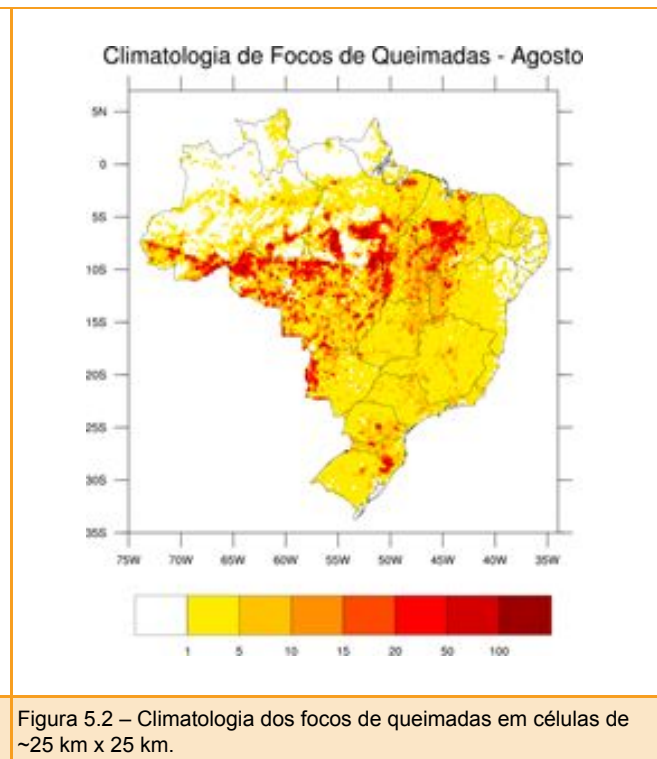 Climatologia de Focos de Queimadas - Agosto
5N
0
5S
10S
15S
20S
25S
30S
35S
75W 70W 65W 60W 55W 50W 45W 40W 35W
1 5 10 15 20 50 100
Figura 5.2 – Climatologia dos focos de queimadas em células de
~25 km x 25 km.